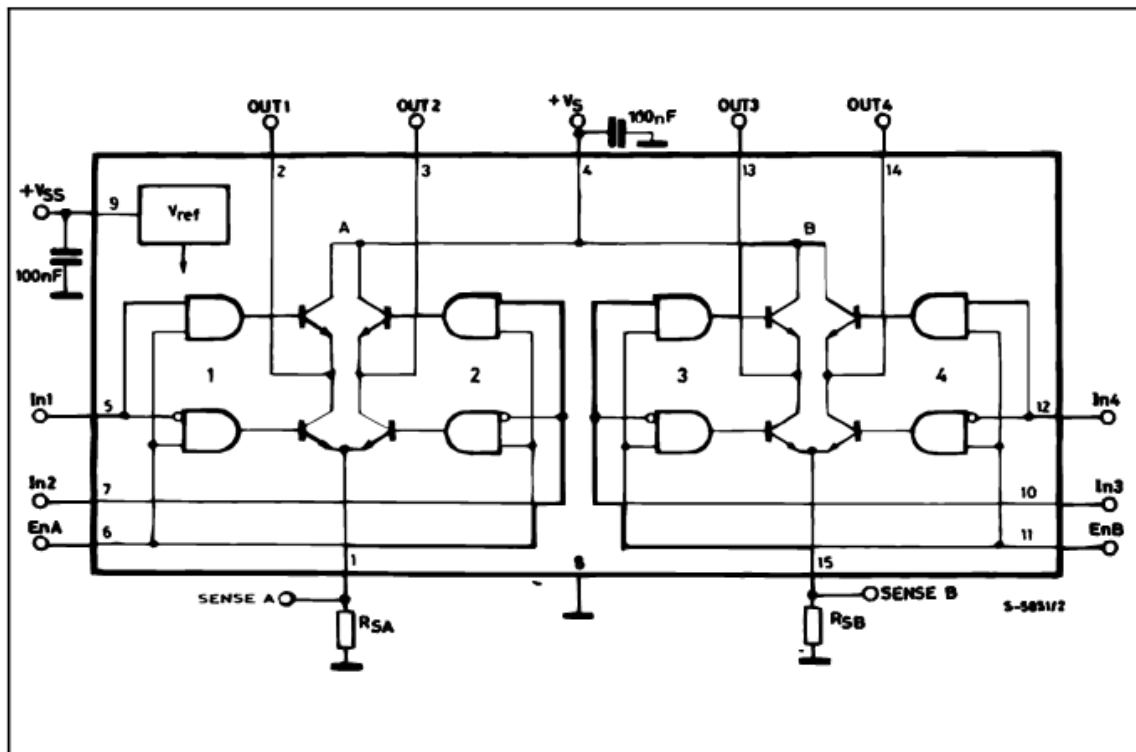 OUT1 OUT2 +VS 100nF OUT3 OUT4
2 3 4 13 14
+VSS 9 Vref A B
100nF
1 2 3 4
In1 5 12 In4
In2 7 10 In3
EnA 6 11 EnB
1 8 15
SENSE A SENSE B S-5851/2
RSA RSB